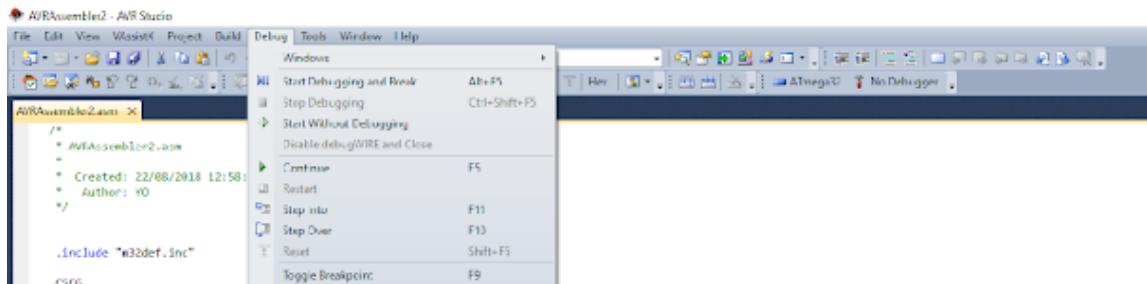 AVRAssembler2 - AVR Studio
File Edit View VAssistX Project Build Debug Tools Window Help
Windows
Start Debugging and Break Alt+F5
Hex
ATmega32 No Debugger
Stop Debugging Ctrl+Shift+F5
AVRAssembler2.asm
Start Without Debugging
/*
* AVRAssembler2.asm
Disable debugWIRE and Close
*
Continue F5
* Created: 22/08/2018 12:58:
* Author: YO
Restart
*/
Step Into F11
Step Over F10
.include "m32def.inc"
Reset Shift+F5
Toggle Breakpoint F9
.CSEG